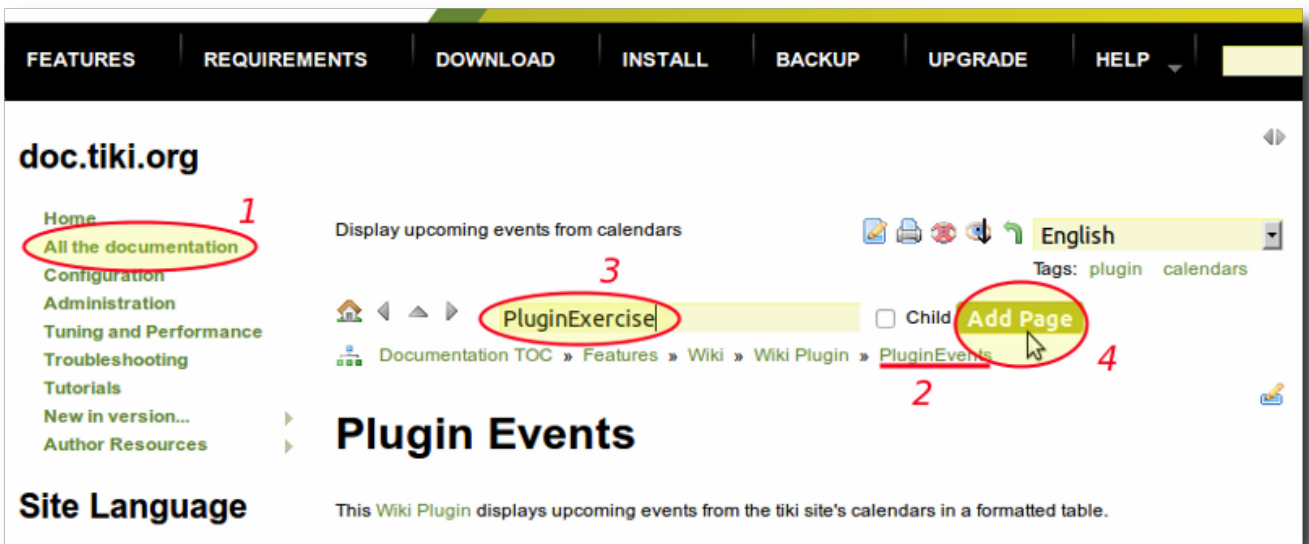 FEATURES REQUIREMENTS DOWNLOAD INSTALL BACKUP UPGRADE HELP
doc.tiki.org
Home
1
All the documentation
Configuration
Administration
Tuning and Performance
Troubleshooting
Tutorials
New in version...
Author Resources
Site Language
Display upcoming events from calendars
English
Tags: plugin calendars
3
PluginExercise
Child Add Page
4
Documentation TOC » Features » Wiki » Wiki Plugin » PluginEvents
2
Plugin Events
This Wiki Plugin displays upcoming events from the tiki site's calendars in a formatted table.